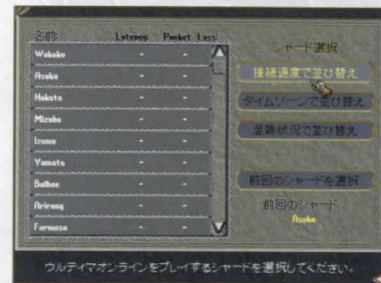 名前: Latency: Packet Loss:
Wakoku - -
Asuka - -
Hokuto - -
Mizuho - -
Izumo - -
Yamato - -
Balhae - -
Arirang - -
Formosa - -
シャード選択
接続速度で並び替え
タイムゾーンで並び替え
混雑状況で並び替え
前回のシャードを選択
前回のシャード
Asuka
ウルティマオンラインをプレイするシャードを選択してください。